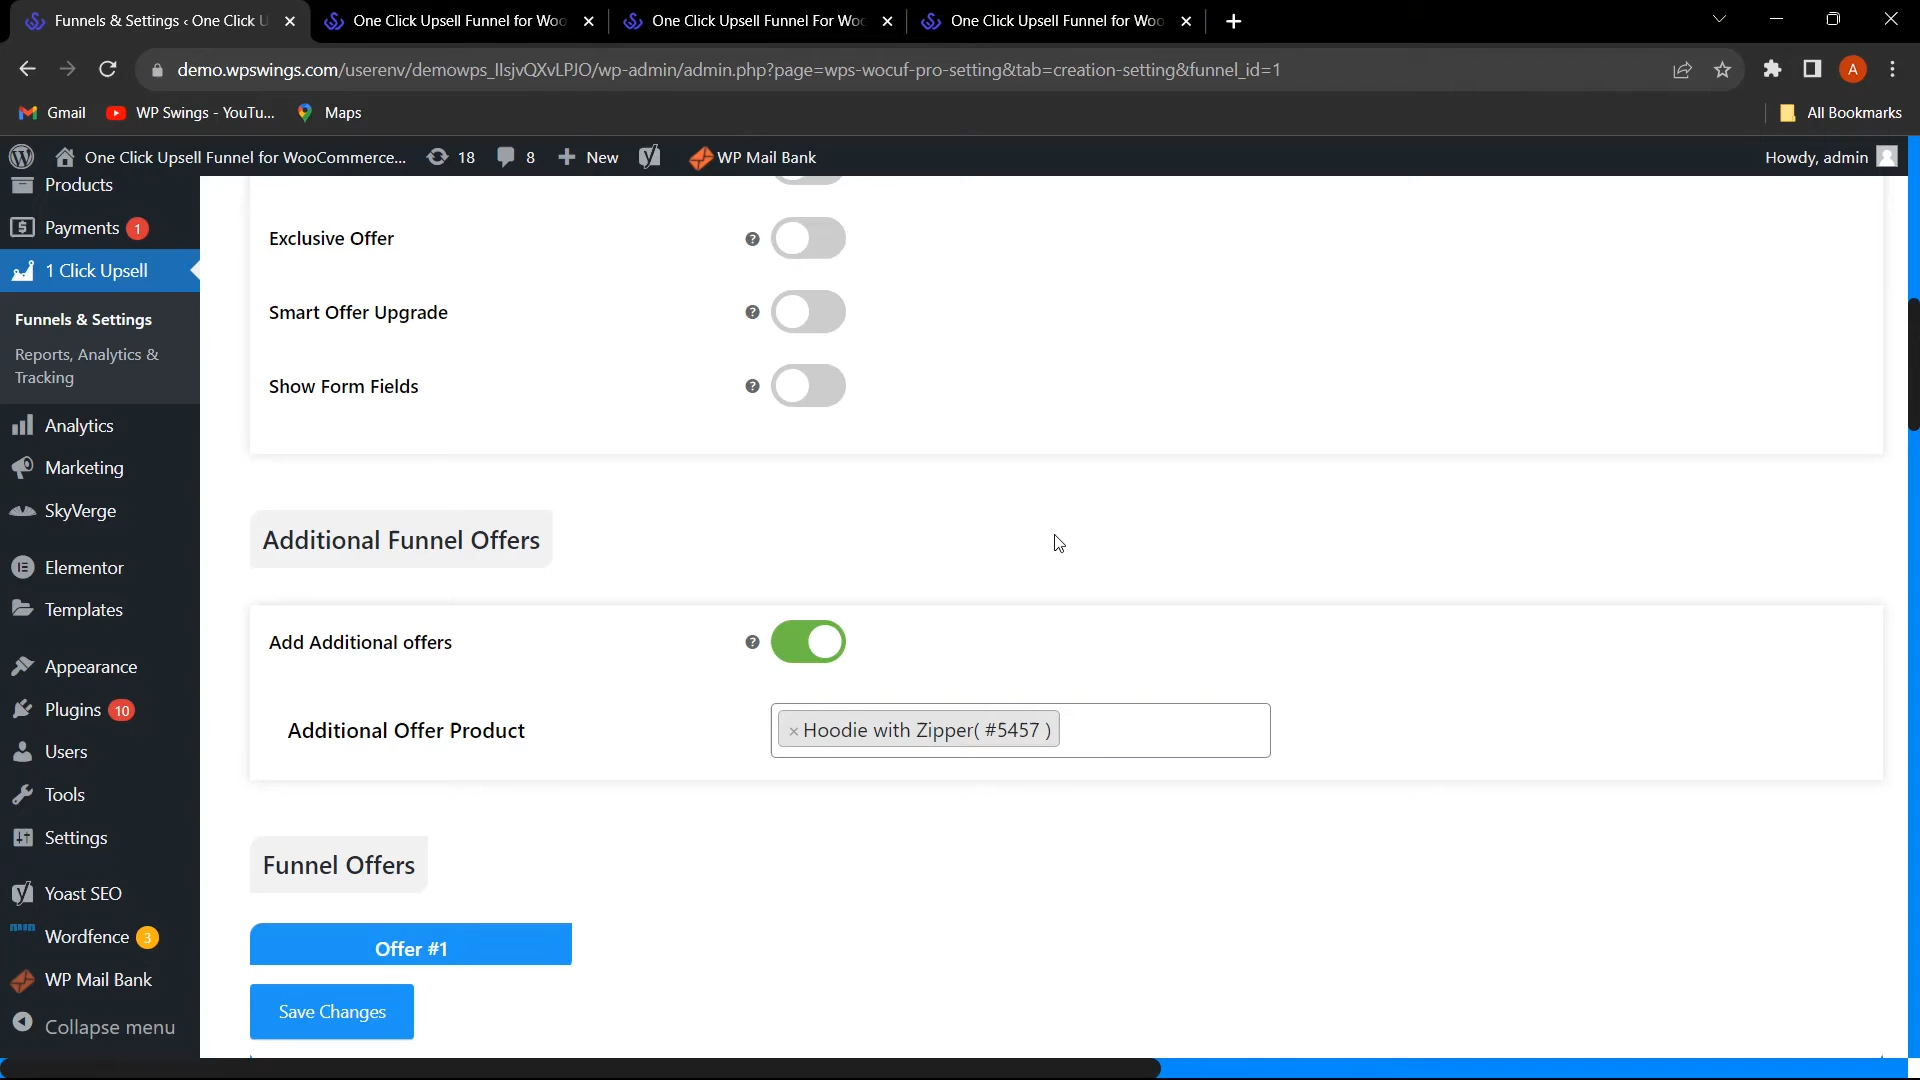 Funnels & Settings ‹ One Click U
One Click Upsell Funnel for Woo
One Click Upsell Funnel For Woo
One Click Upsell Funnel for Woo
demo.wpswings.com/userenv/demowps_IIsjvQXvLPJO/wp-admin/admin.php?page=wps-wocuf-pro-setting&tab=creation-setting&funnel_id=1
A
Gmail
WP Swings - YouTu...
Maps
All Bookmarks
One Click Upsell Funnel for WooCommerce...
18
8
New
WP Mail Bank
Howdy, admin
Products
Payments 1
1 Click Upsell
Funnels & Settings
Reports, Analytics &
Tracking
Analytics
Marketing
SkyVerge
Elementor
Templates
Appearance
Plugins 10
Users
Tools
Settings
Yoast SEO
Wordfence 3
WP Mail Bank
Collapse menu
Exclusive Offer
Smart Offer Upgrade
Show Form Fields
Additional Funnel Offers
Add Additional offers
Additional Offer Product
× Hoodie with Zipper( #5457 )
Funnel Offers
Offer #1
Save Changes